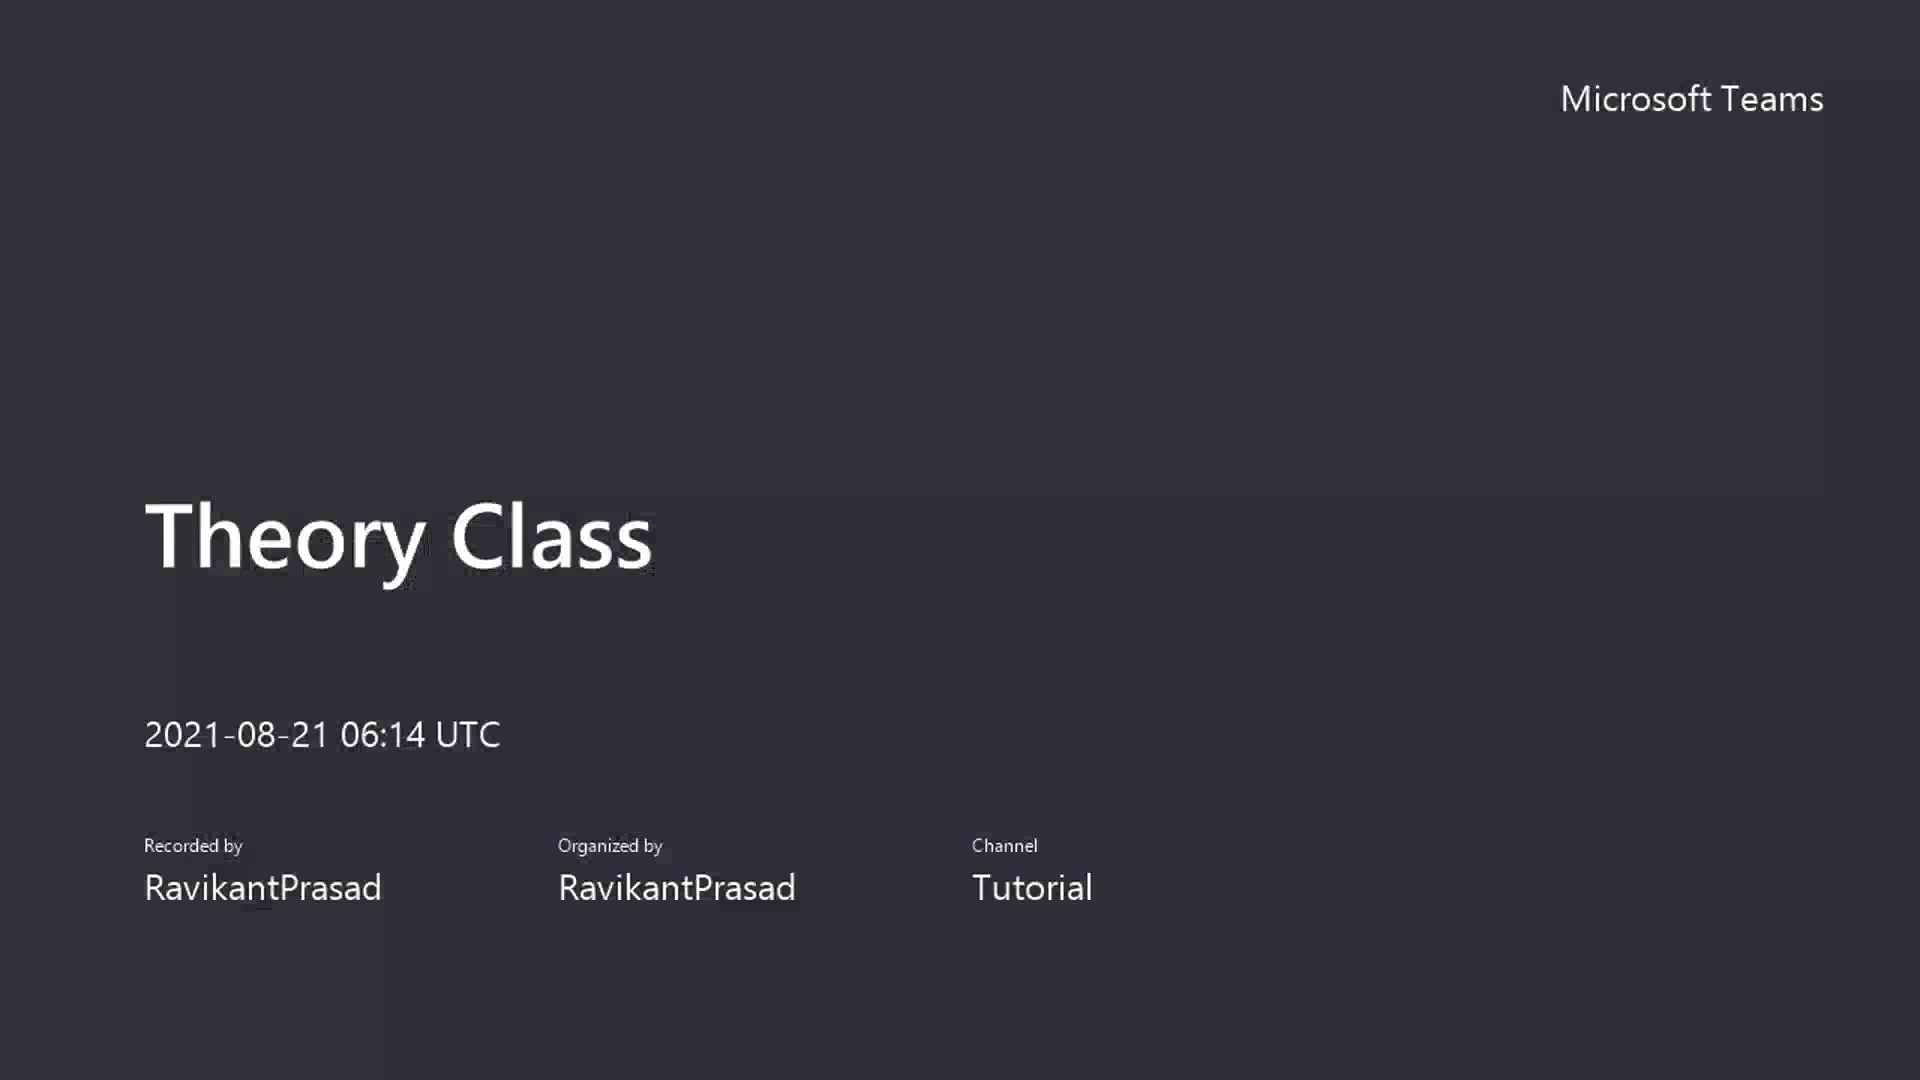 Microsoft Teams
Theory Class
2021-08-21 06:14 UTC
Recorded by
RavikantPrasad
Organized by
RavikantPrasad
Channel
Tutorial